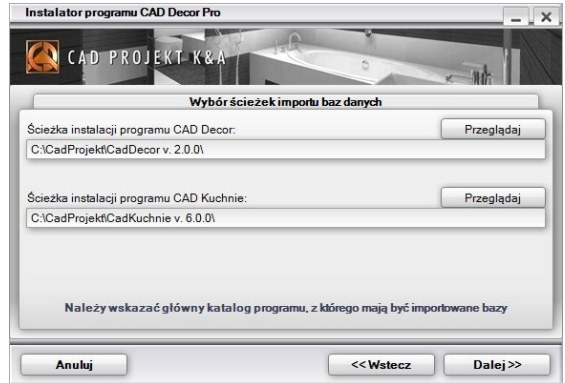 Instalator programu CAD Decor Pro
CAD PROJEKT K&A
Wybór ścieżek importu baz danych
Ścieżka instalacji programu CAD Decor:
Przeglądaj
C:\CadProjekt\CadDecor v. 2.0.0\
Ścieżka instalacji programu CAD Kuchnie:
Przeglądaj
C:\CadProjekt\CadKuchnie v. 6.0.0\
Należy wskazać główny katalog programu, z którego mają być importowane bazy
Anuluj
<<Wstecz
Dalej>>